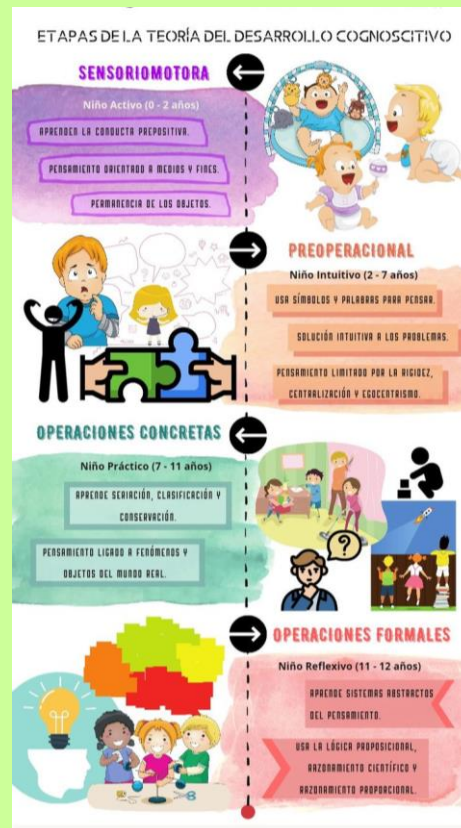 ETAPAS DE LA TEORÍA DEL DESARROLLO COGNOSCITIVO
SENSORIOMOTORA
Niño Activo (0 - 2 años)
APRENDEN LA CONDUCTA PREPOSITIVA.
PENSAMIENTO ORIENTADO A MEDIOS Y FINES.
PERMANENCIA DE LOS OBJETOS.
PREOPERACIONAL
Niño Intuitivo (2 - 7 años)
USA SÍMBOLOS Y PALABRAS PARA PENSAR.
SOLUCIÓN INTUITIVA A LOS PROBLEMAS.
PENSAMIENTO LIMITADO POR LA RIGIDEZ,
CENTRALIZACIÓN Y EGOCENTRISMO.
OPERACIONES CONCRETAS
Niño Práctico (7 - 11 años)
APRENDE SERIACIÓN, CLASIFICACIÓN Y
CONSERVACIÓN.
PENSAMIENTO LIGADO A FENÓMENOS Y
OBJETOS DEL MUNDO REAL.
?
OPERACIONES FORMALES
Niño Reflexivo (11 - 12 años)
APRENDE SISTEMAS ABSTRACTOS
DEL PENSAMIENTO.
USA LA LÓGICA PROPOSICIONAL,
RAZONAMIENTO CIENTÍFICO Y
RAZONAMIENTO PROPORCIONAL.